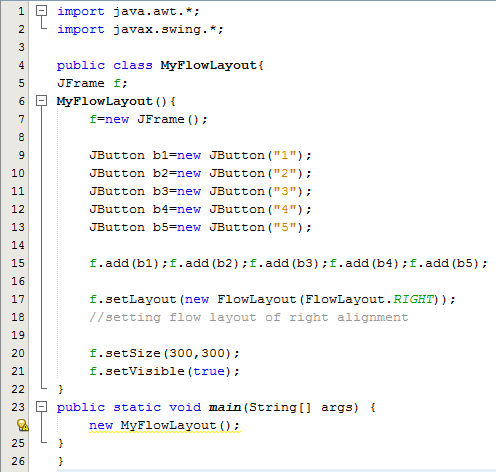 1 import java.awt.*;
2 import javax.swing.*;
3
4 public class MyFlowLayout{
5 JFrame f;
6 MyFlowLayout(){
7 f=new JFrame();
8
9 JButton b1=new JButton("1");
10 JButton b2=new JButton("2");
11 JButton b3=new JButton("3");
12 JButton b4=new JButton("4");
13 JButton b5=new JButton("5");
14
15 f.add(b1);f.add(b2);f.add(b3);f.add(b4);f.add(b5);
16
17 f.setLayout(new FlowLayout(FlowLayout.RIGHT));
18 //setting flow layout of right alignment
19
20 f.setSize(300,300);
21 f.setVisible(true);
22 }
23 public static void main(String[] args) {
new MyFlowLayout();
25 }
26 }